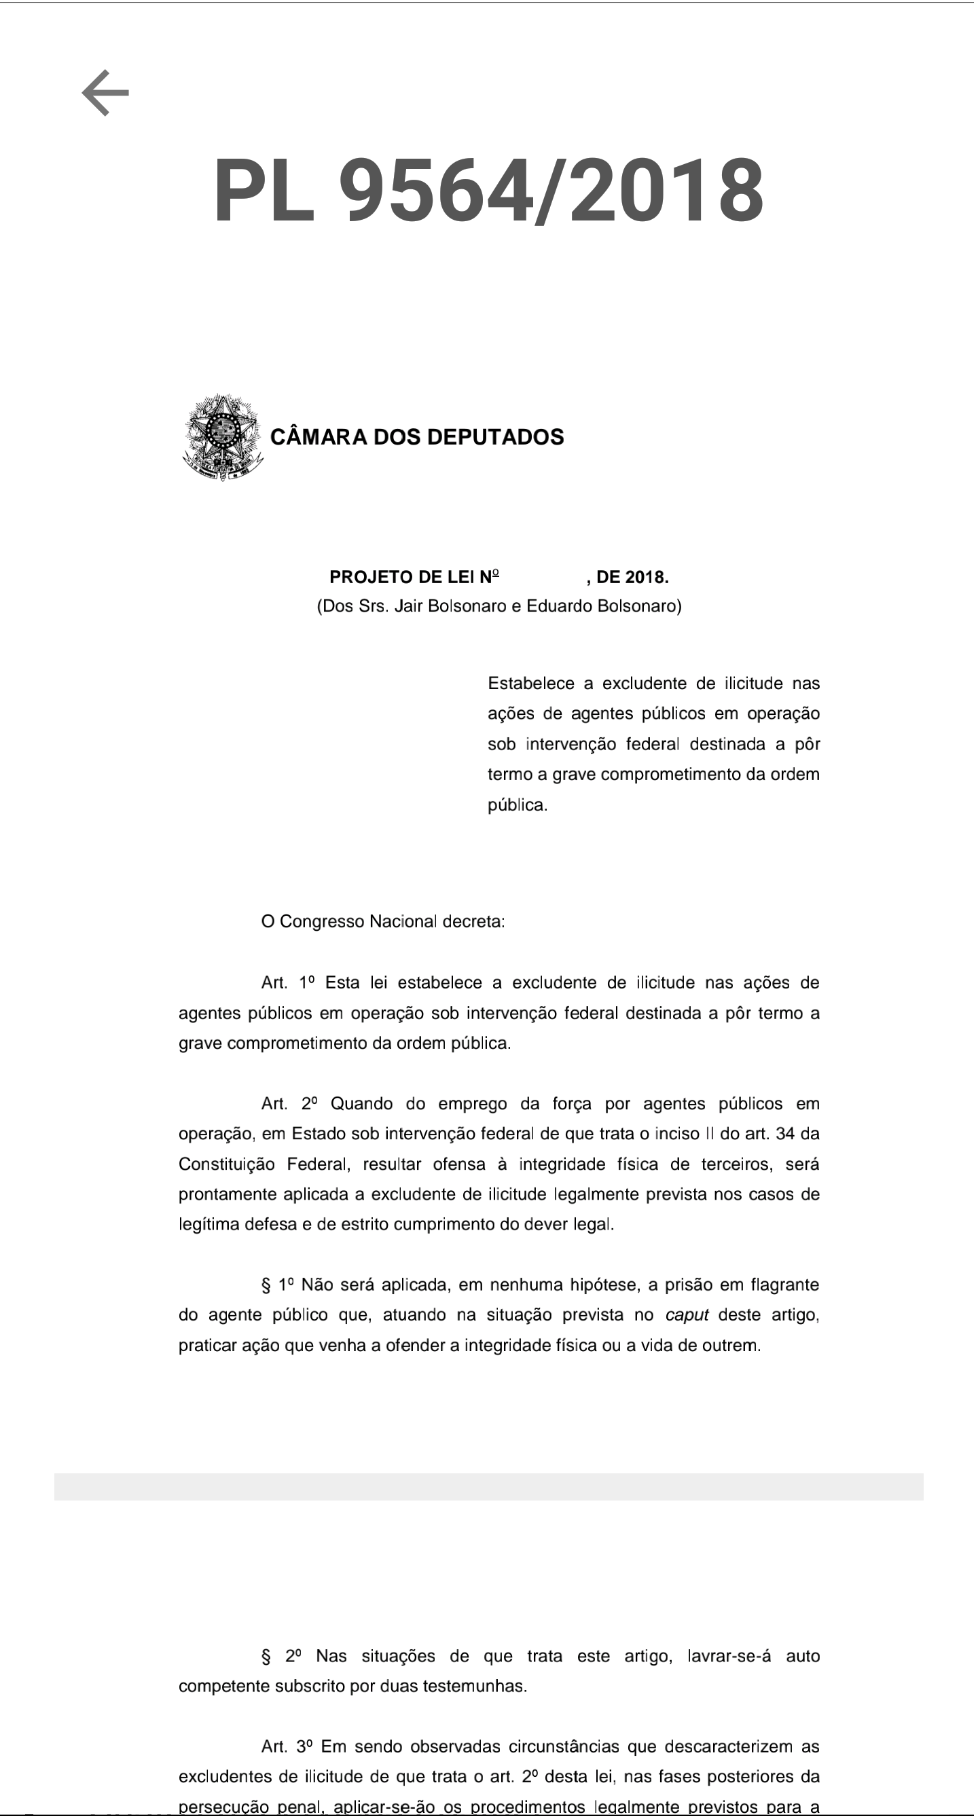 PL 9564/2018
CÂMARA DOS DEPUTADOS
PROJETO DE LEI Nº , DE 2018.
(Dos Srs. Jair Bolsonaro e Eduardo Bolsonaro)
Estabelece a excludente de ilicitude nas
ações de agentes públicos em operação
sob intervenção federal destinada a pôr
termo a grave comprometimento da ordem
pública.
O Congresso Nacional decreta:
Art. 1º Esta lei estabelece a excludente de ilicitude nas ações de
agentes públicos em operação sob intervenção federal destinada a pôr termo a
grave comprometimento da ordem pública.
Art. 2º Quando do emprego da força por agentes públicos em
operação, em Estado sob intervenção federal de que trata o inciso II do art. 34 da
Constituição Federal, resultar ofensa à integridade física de terceiros, será
prontamente aplicada a excludente de ilicitude legalmente prevista nos casos de
legítima defesa e de estrito cumprimento do dever legal.
§ 1º Não será aplicada, em nenhuma hipótese, a prisão em flagrante
do agente público que, atuando na situação prevista no caput deste artigo,
praticar ação que venha a ofender a integridade física ou a vida de outrem.
§ 2º Nas situações de que trata este artigo, lavrar-se-á auto
competente subscrito por duas testemunhas.
Art. 3º Em sendo observadas circunstâncias que descaracterizem as
excludentes de ilicitude de que trata o art. 2º desta lei, nas fases posteriores da
persecução penal, aplicar-se-ão os procedimentos legalmente previstos para a